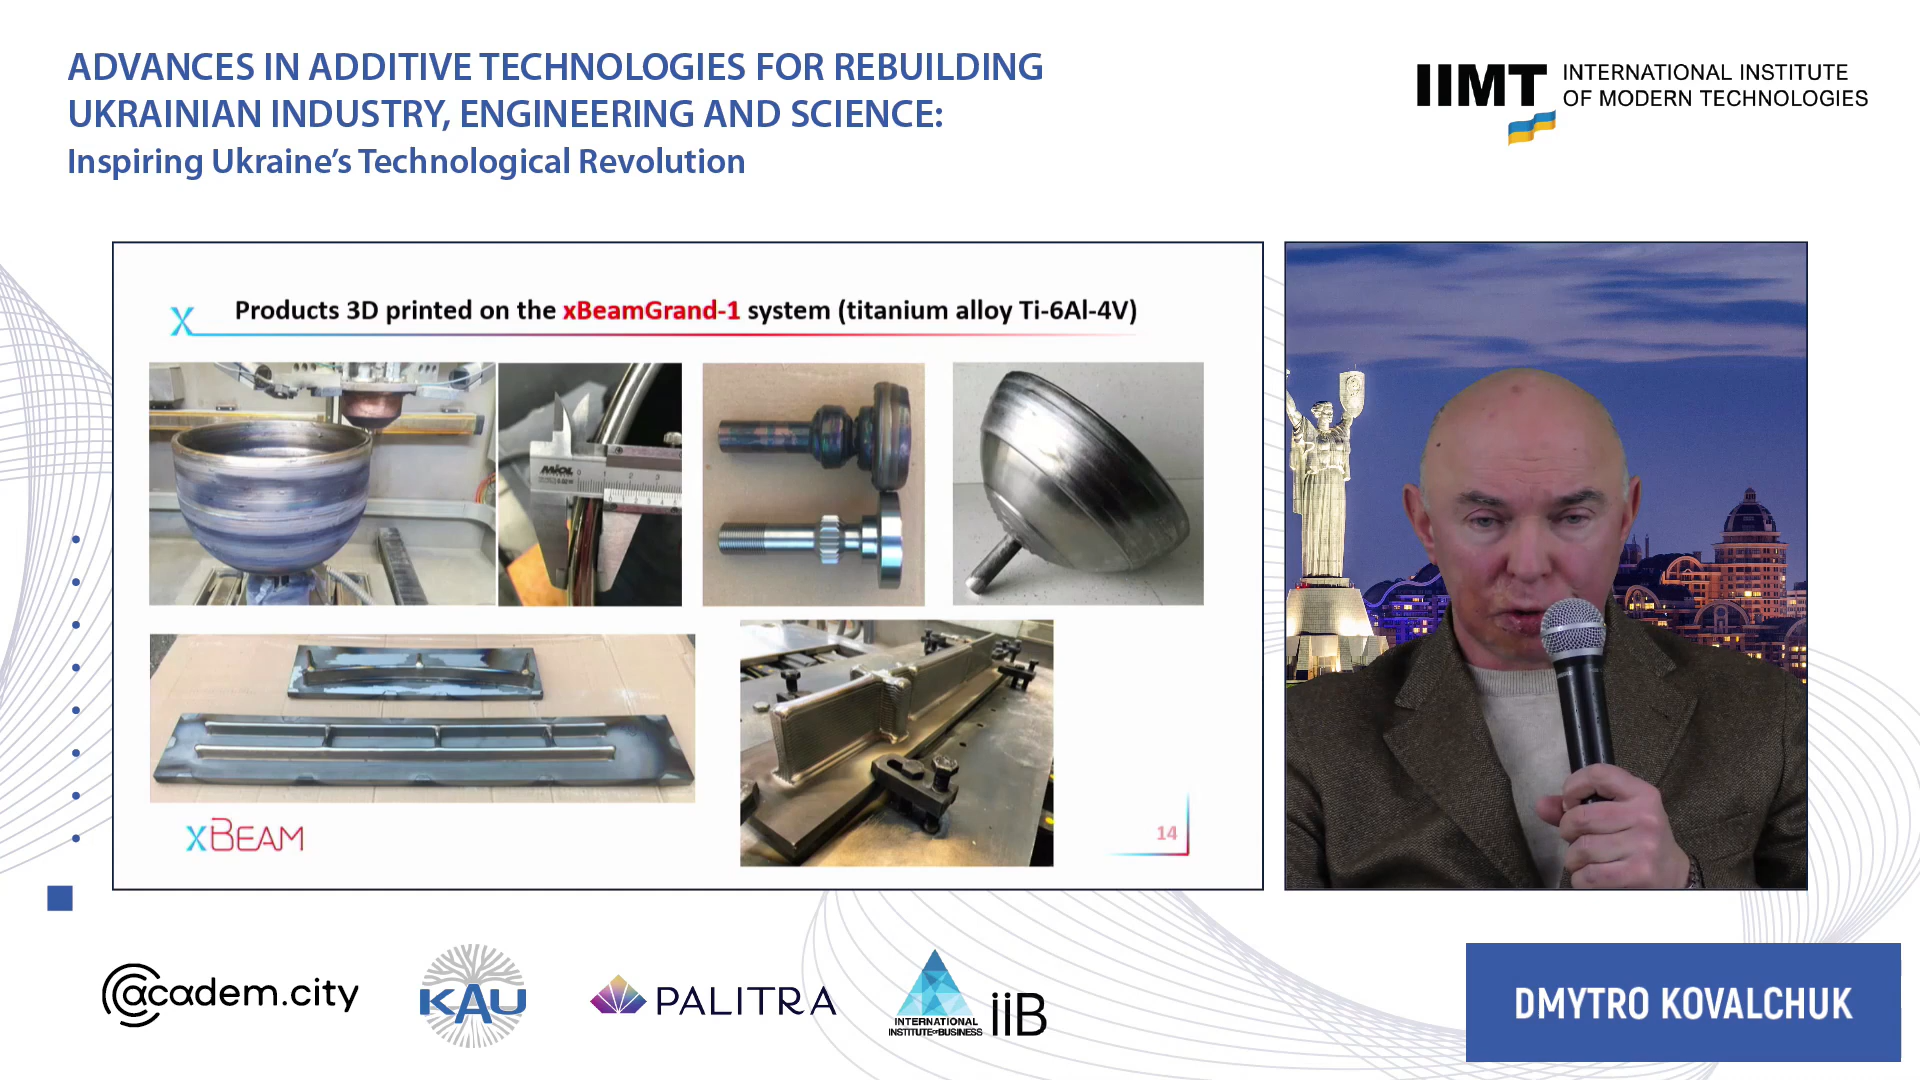 ADVANCES IN ADDITIVE TECHNOLOGIES FOR REBUILDING
UKRAINIAN INDUSTRY, ENGINEERING AND SCIENCE:
Inspiring Ukraine’s Technological Revolution
IIMT
INTERNATIONAL INSTITUTE
OF MODERN TECHNOLOGIES
Products 3D printed on the xBeamGrand-1 system (titanium alloy Ti-6Al-4V)
MIOL
xBEAM
14
@cadem.city
KAU
PALITRA
INTERNATIONAL
INSTITUTE OF BUSINESS
iiB
DMYTRO KOVALCHUK